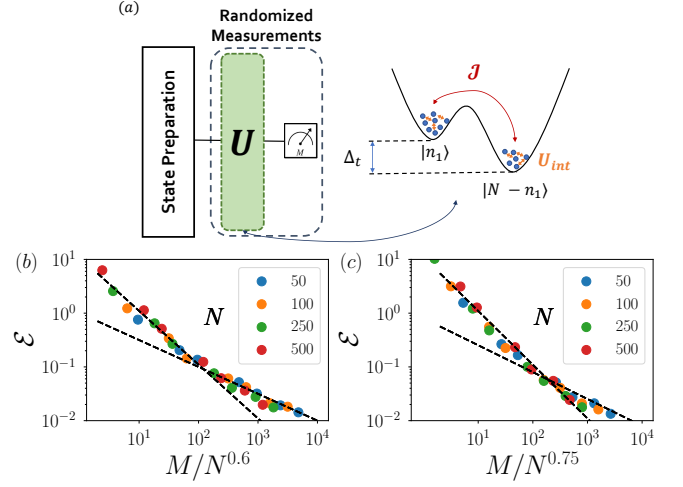 (a)
Randomized
Measurements
State Preparation
U
M
𝒥
Δ_t
|n_1⟩
U_int
|N − n_1⟩
(b)
10^1
10^0
10^-1
10^-2
ℰ
N
50
100
250
500
10^1
10^2
10^3
10^4
M/N^0.6
(c)
10^1
10^0
10^-1
10^-2
ℰ
N
50
100
250
500
10^1
10^2
10^3
10^4
M/N^0.75